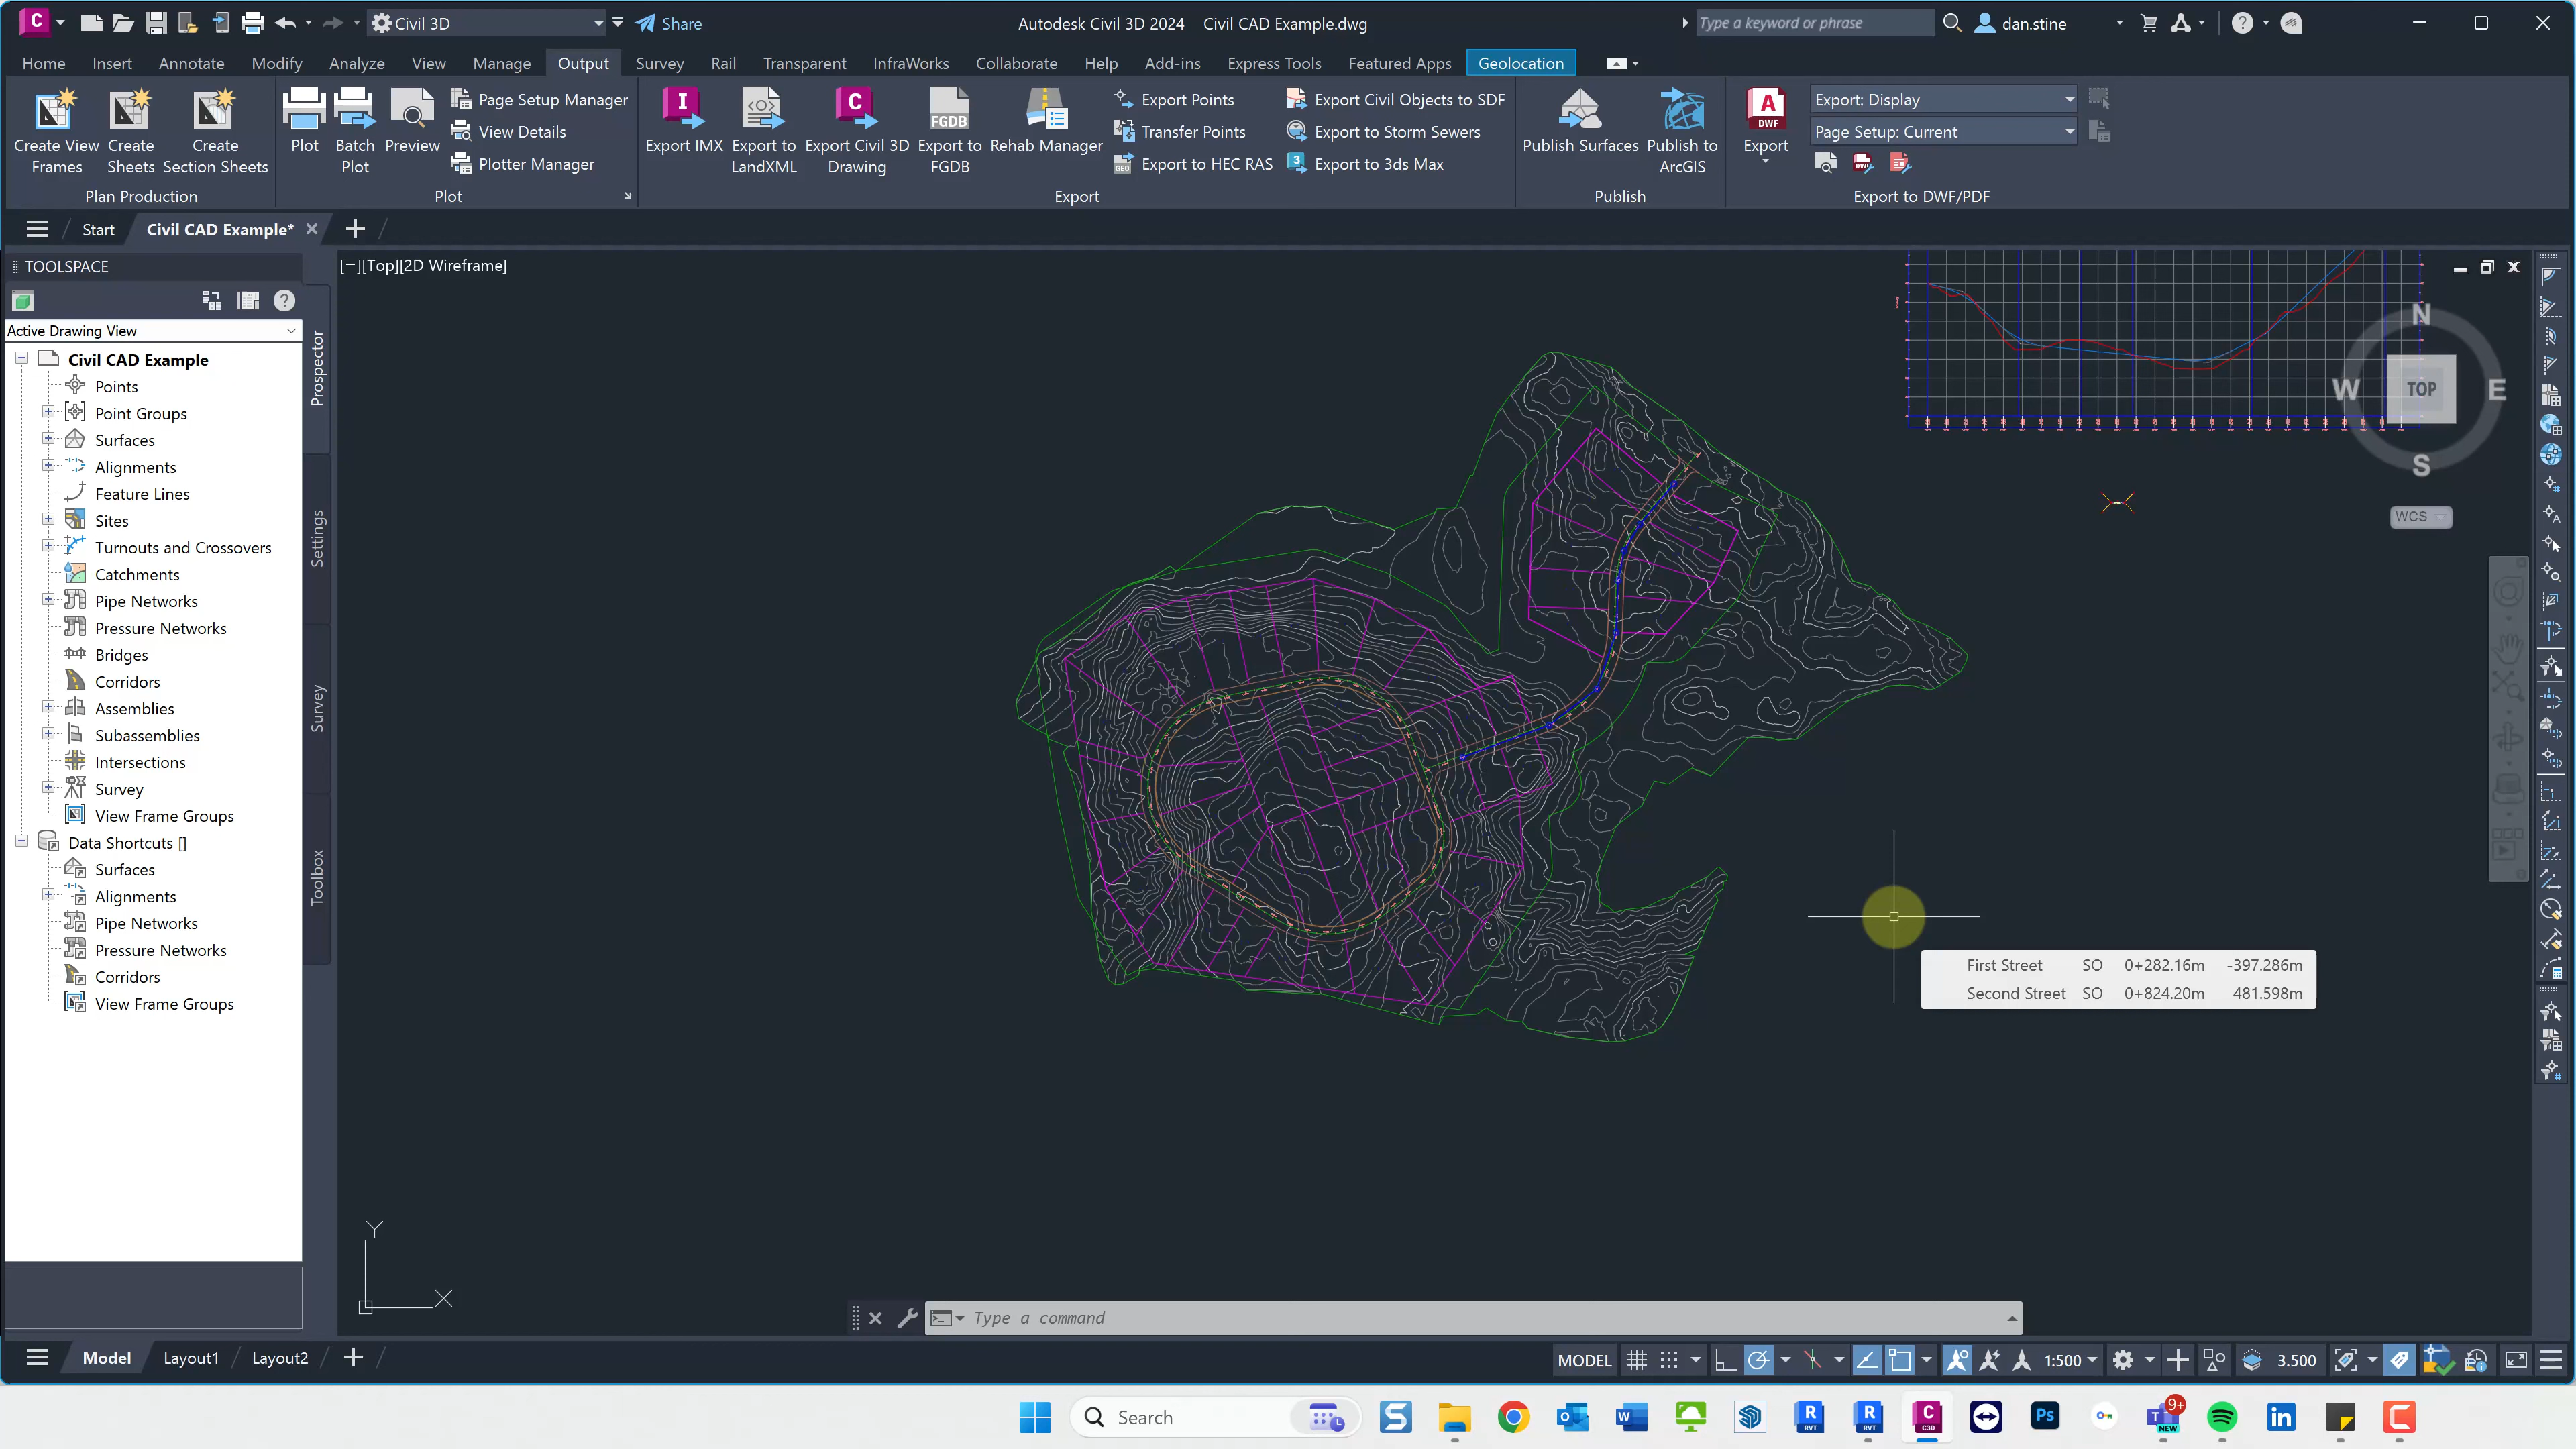 Civil 3D
Share
Autodesk Civil 3D 2024 Civil CAD Example.dwg
Type a keyword or phrase
dan.stine
Home Insert Annotate Modify Analyze View Manage Output Survey Rail Transparent InfraWorks Collaborate Help Add-ins Express Tools Featured Apps Geolocation
Create View Frames
Create Sheets
Create Section Sheets
Plan Production
Plot
Batch Plot
Preview
Page Setup Manager
View Details
Plotter Manager
Plot
Export IMX
Export to LandXML
Export Civil 3D Drawing
FGDB
Export to FGDB
Rehab Manager
Export Points
Transfer Points
Export to HEC RAS
Export Civil Objects to SDF
Export to Storm Sewers
Export to 3ds Max
Export
Publish Surfaces
Publish to ArcGIS
Publish
DWF
Export
Export: Display
Page Setup: Current
Export to DWF/PDF
Start
Civil CAD Example*
TOOLSPACE
Active Drawing View
Civil CAD Example
Points
Point Groups
Surfaces
Alignments
Feature Lines
Sites
Turnouts and Crossovers
Catchments
Pipe Networks
Pressure Networks
Bridges
Corridors
Assemblies
Subassemblies
Intersections
Survey
View Frame Groups
Data Shortcuts []
Surfaces
Alignments
Pipe Networks
Pressure Networks
Corridors
View Frame Groups
Prospector
Settings
Survey
Toolbox
[−][Top][2D Wireframe]
N
W TOP E
S
WCS
First Street SO 0+282.16m -397.286m
Second Street SO 0+824.20m 481.598m
Y
X
Type a command
Model Layout1 Layout2
MODEL
1:500
3.500
Search
9+
NEW